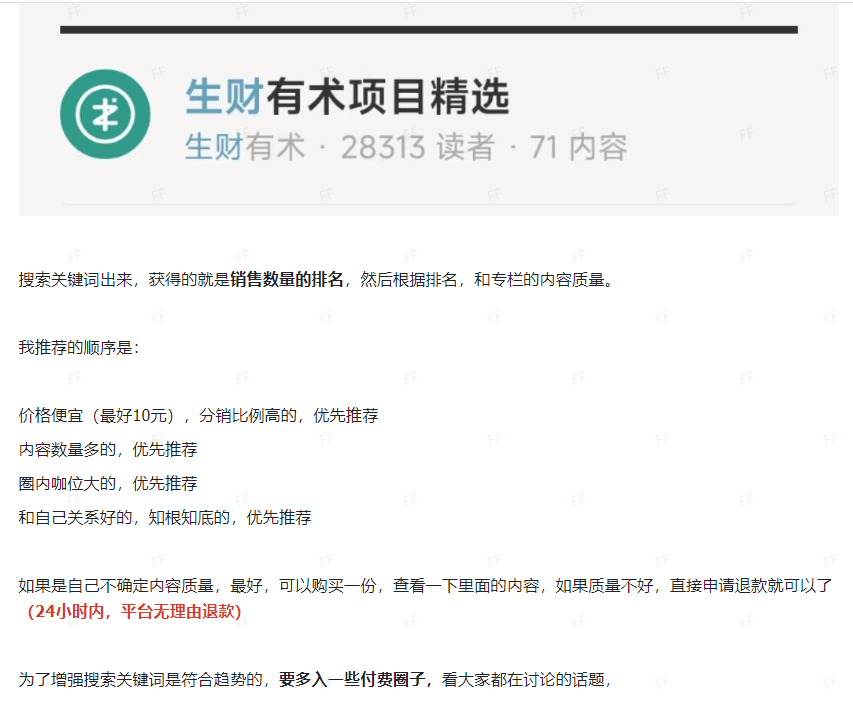 生财有术项目精选
生财有术 · 28313 读者 · 71 内容
搜索关键词出来，获得的就是销售数量的排名，然后根据排名，和专栏的内容质量。
我推荐的顺序是：
价格便宜（最好10元），分销比例高的，优先推荐
内容数量多的，优先推荐
圈内咖位大的，优先推荐
和自己关系好的，知根知底的，优先推荐
如果是自己不确定内容质量，最好，可以购买一份，查看一下里面的内容，如果质量不好，直接申请退款就可以了
（24小时内，平台无理由退款）
为了增强搜索关键词是符合趋势的，要多入一些付费圈子，看大家都在讨论的话题，